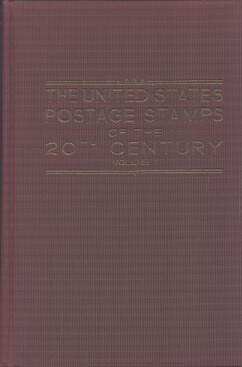 THE UNITED STATES
POSTAGE STAMPS
OF THE
20TH CENTURY
VOLUME